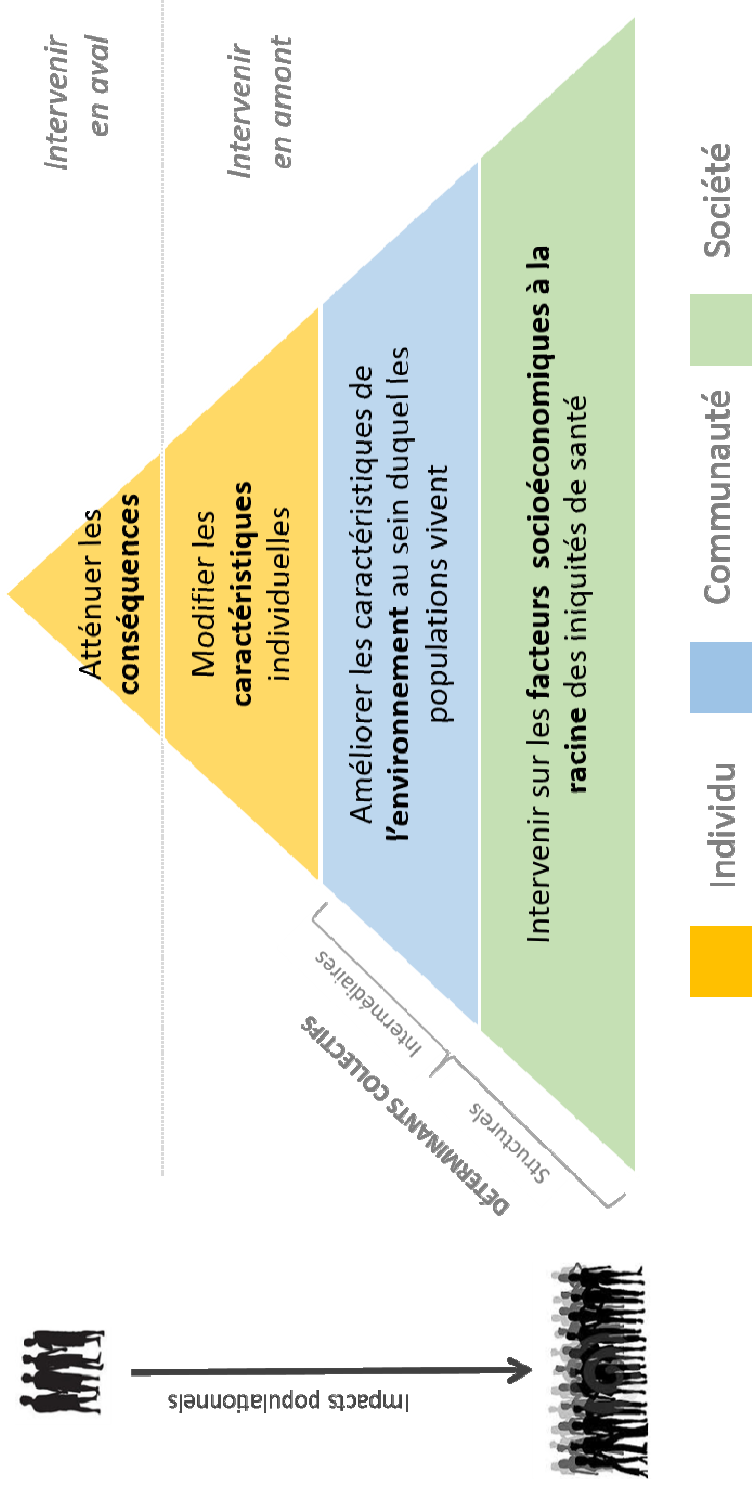 Intervenir
en aval
Atténuer les
conséquences
Intervenir
en amont
Modifier les
caractéristiques
individuelles
Améliorer les caractéristiques de
l’environnement au sein duquel les
populations vivent
Intervenir sur les facteurs socioéconomiques à la
racine des iniquités de santé
Impacts populationnels
DÉTERMINANTS COLLECTIFS
Intermédiaires
Structurels
Individu
Communauté
Société